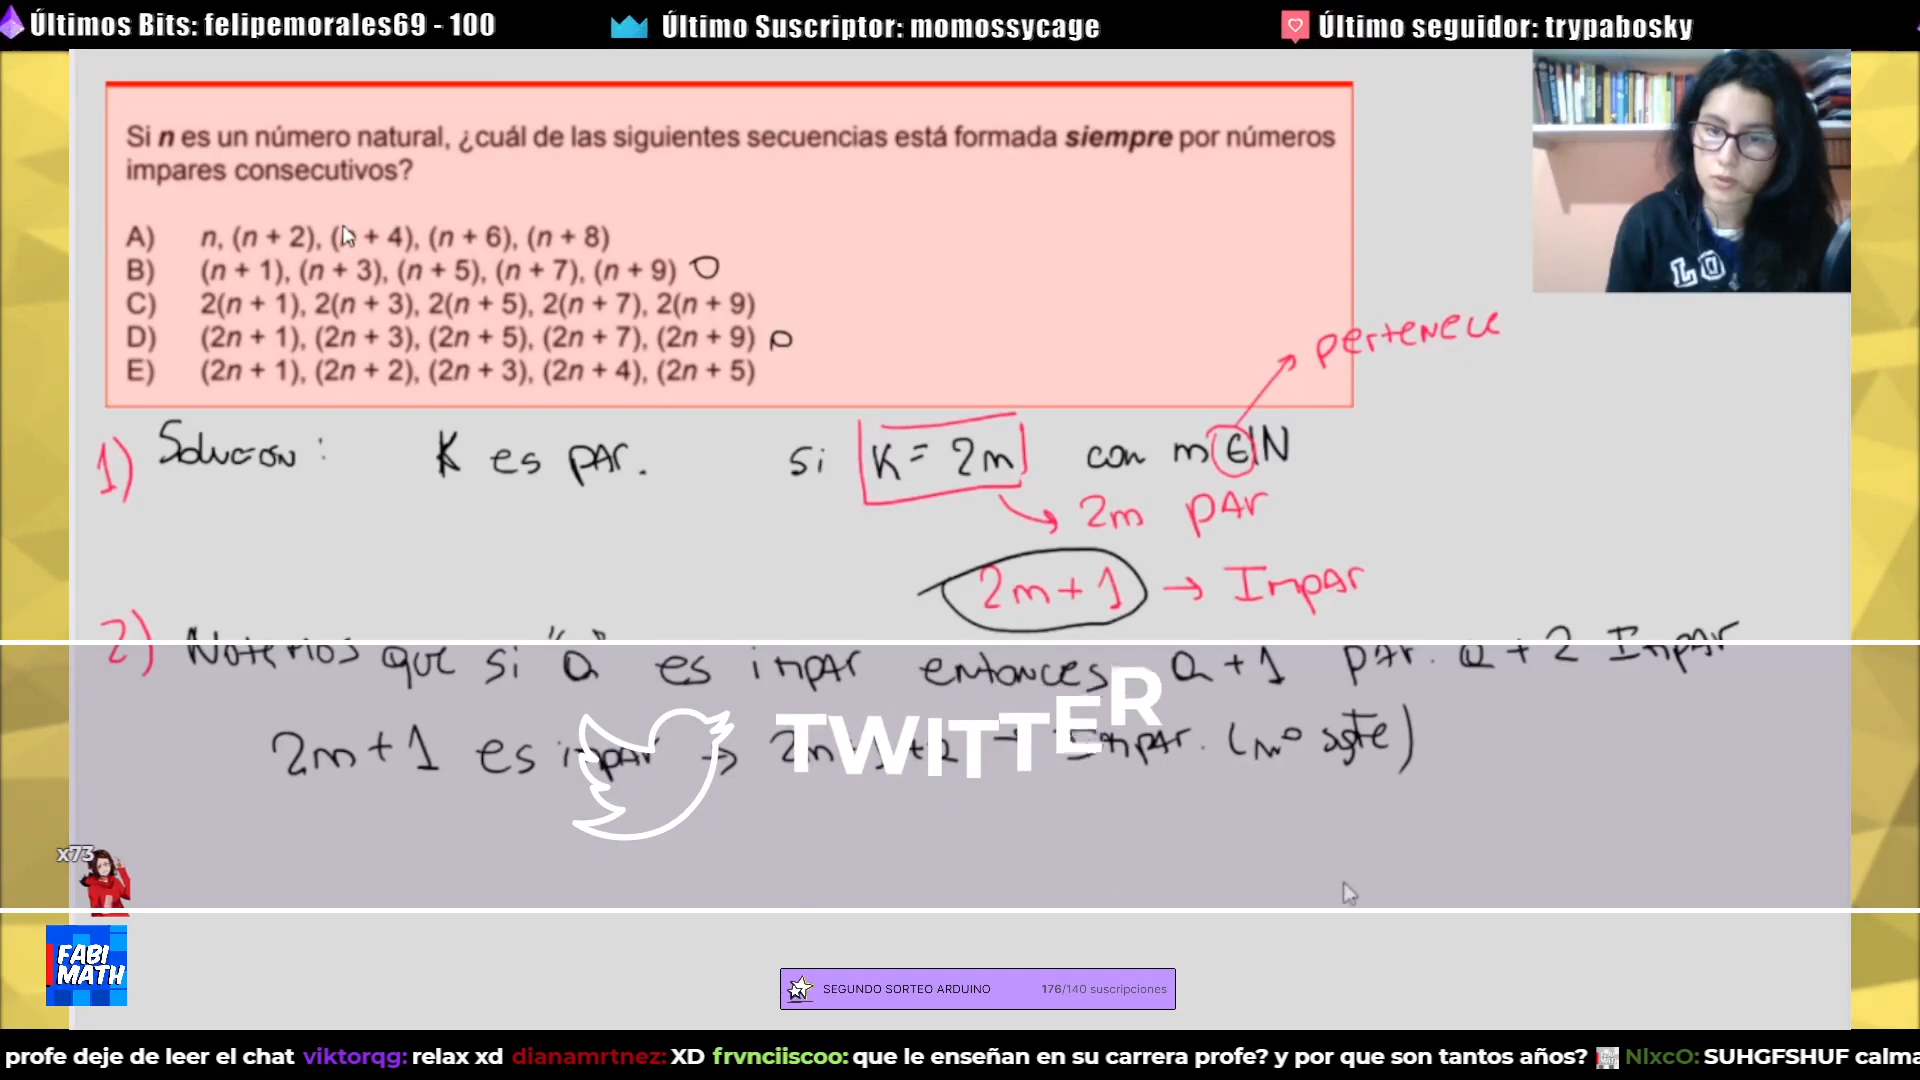 Últimos Bits: felipemorales69 - 100
Último Suscriptor: momossycage
Último seguidor: trypabosky
Si n es un número natural, ¿cuál de las siguientes secuencias está formada siempre por números
impares consecutivos?
A) n, (n + 2), (n + 4), (n + 6), (n + 8)
B) (n + 1), (n + 3), (n + 5), (n + 7), (n + 9)
C) 2(n + 1), 2(n + 3), 2(n + 5), 2(n + 7), 2(n + 9)
D) (2n + 1), (2n + 3), (2n + 5), (2n + 7), (2n + 9)
E) (2n + 1), (2n + 2), (2n + 3), (2n + 4), (2n + 5)
LO
pertenece
1) Solución: K es par. si K = 2m con m ∈ ℕ
2m par
2m + 1 → Impar
2) Notemos que si "a" es impar entonces a + 1 par. a + 2 Impar
2m + 1 es impar → Impar. (nº sgte)
TWITTER
x73
FABI
MATH
SEGUNDO SORTEO ARDUINO 176/140 suscripciones
profe deje de leer el chat viktorqg: relax xd dianamrtnez: XD frvnciiscoo: que le enseñan en su carrera profe? y por que son tantos años? NlxcO: SUHGFSHUF calma